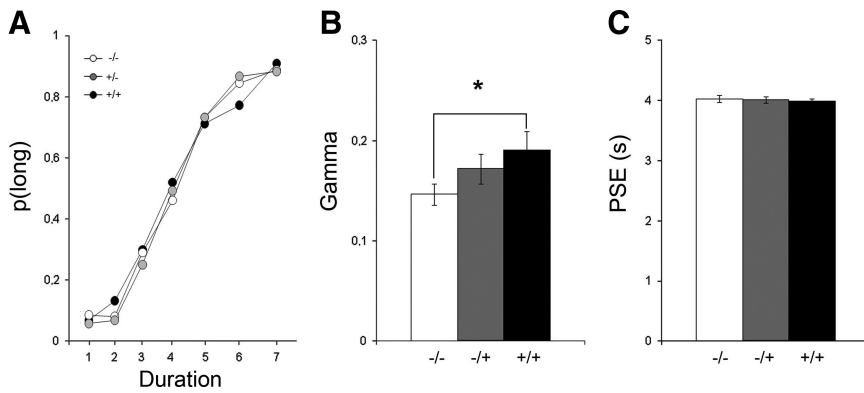 A
p(long)
1
0,8
0,6
0,4
0,2
0
-/-
+/-
+/+
1 2 3 4 5 6 7
Duration
B
Gamma
0,3
0,2
0,1
0
*
-/- -/+ +/+
C
PSE (s)
5
4
3
2
1
0
-/- -/+ +/+